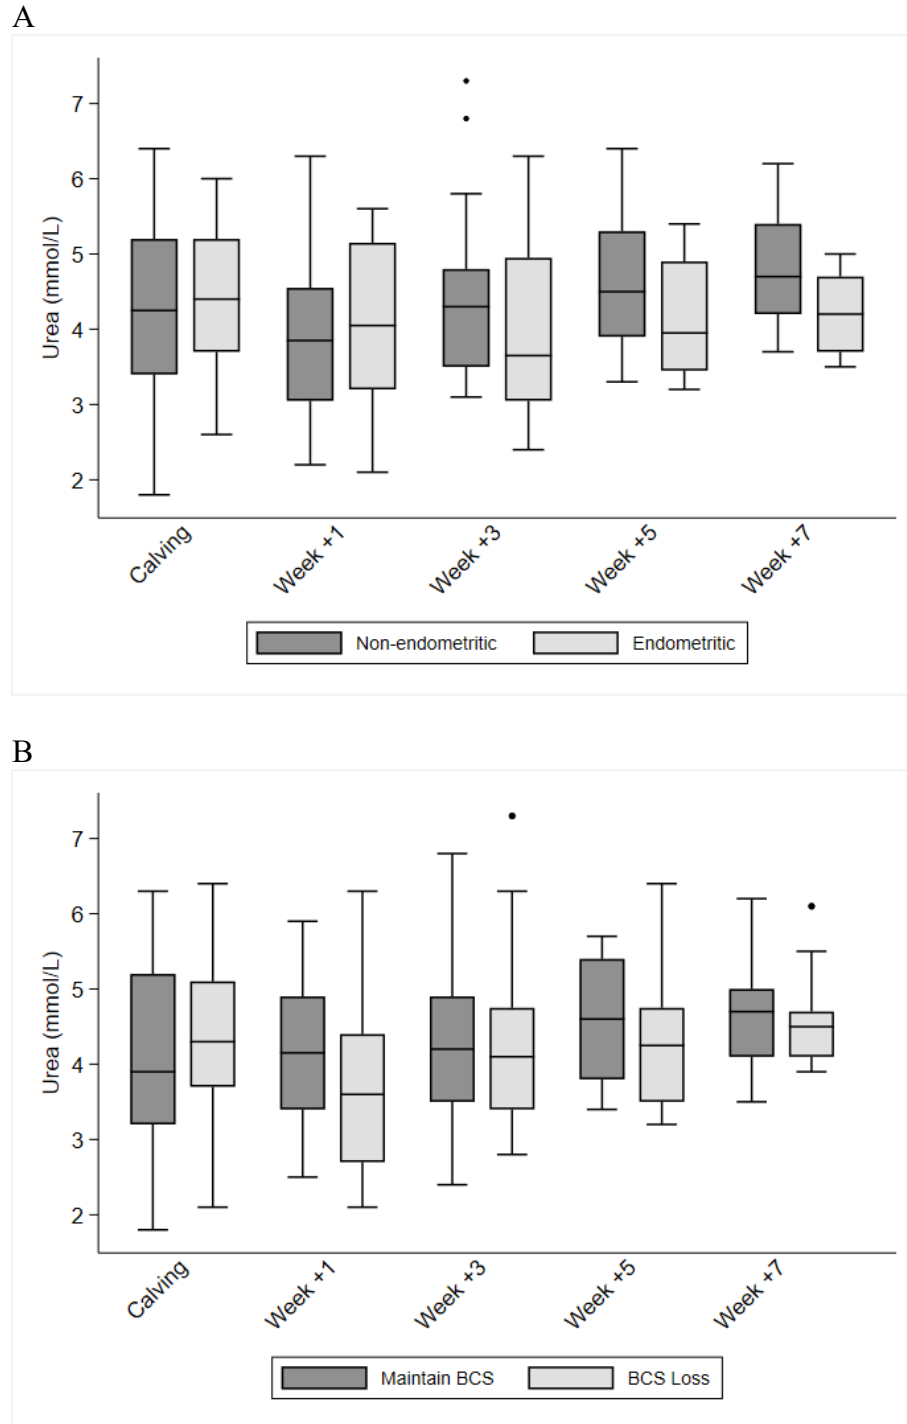 A
Urea (mmol/L)
7
6
5
4
3
2
Calving
Week +1
Week +3
Week +5
Week +7
Non-endometritic
Endometritic
B
Urea (mmol/L)
7
6
5
4
3
2
Calving
Week +1
Week +3
Week +5
Week +7
Maintain BCS
BCS Loss